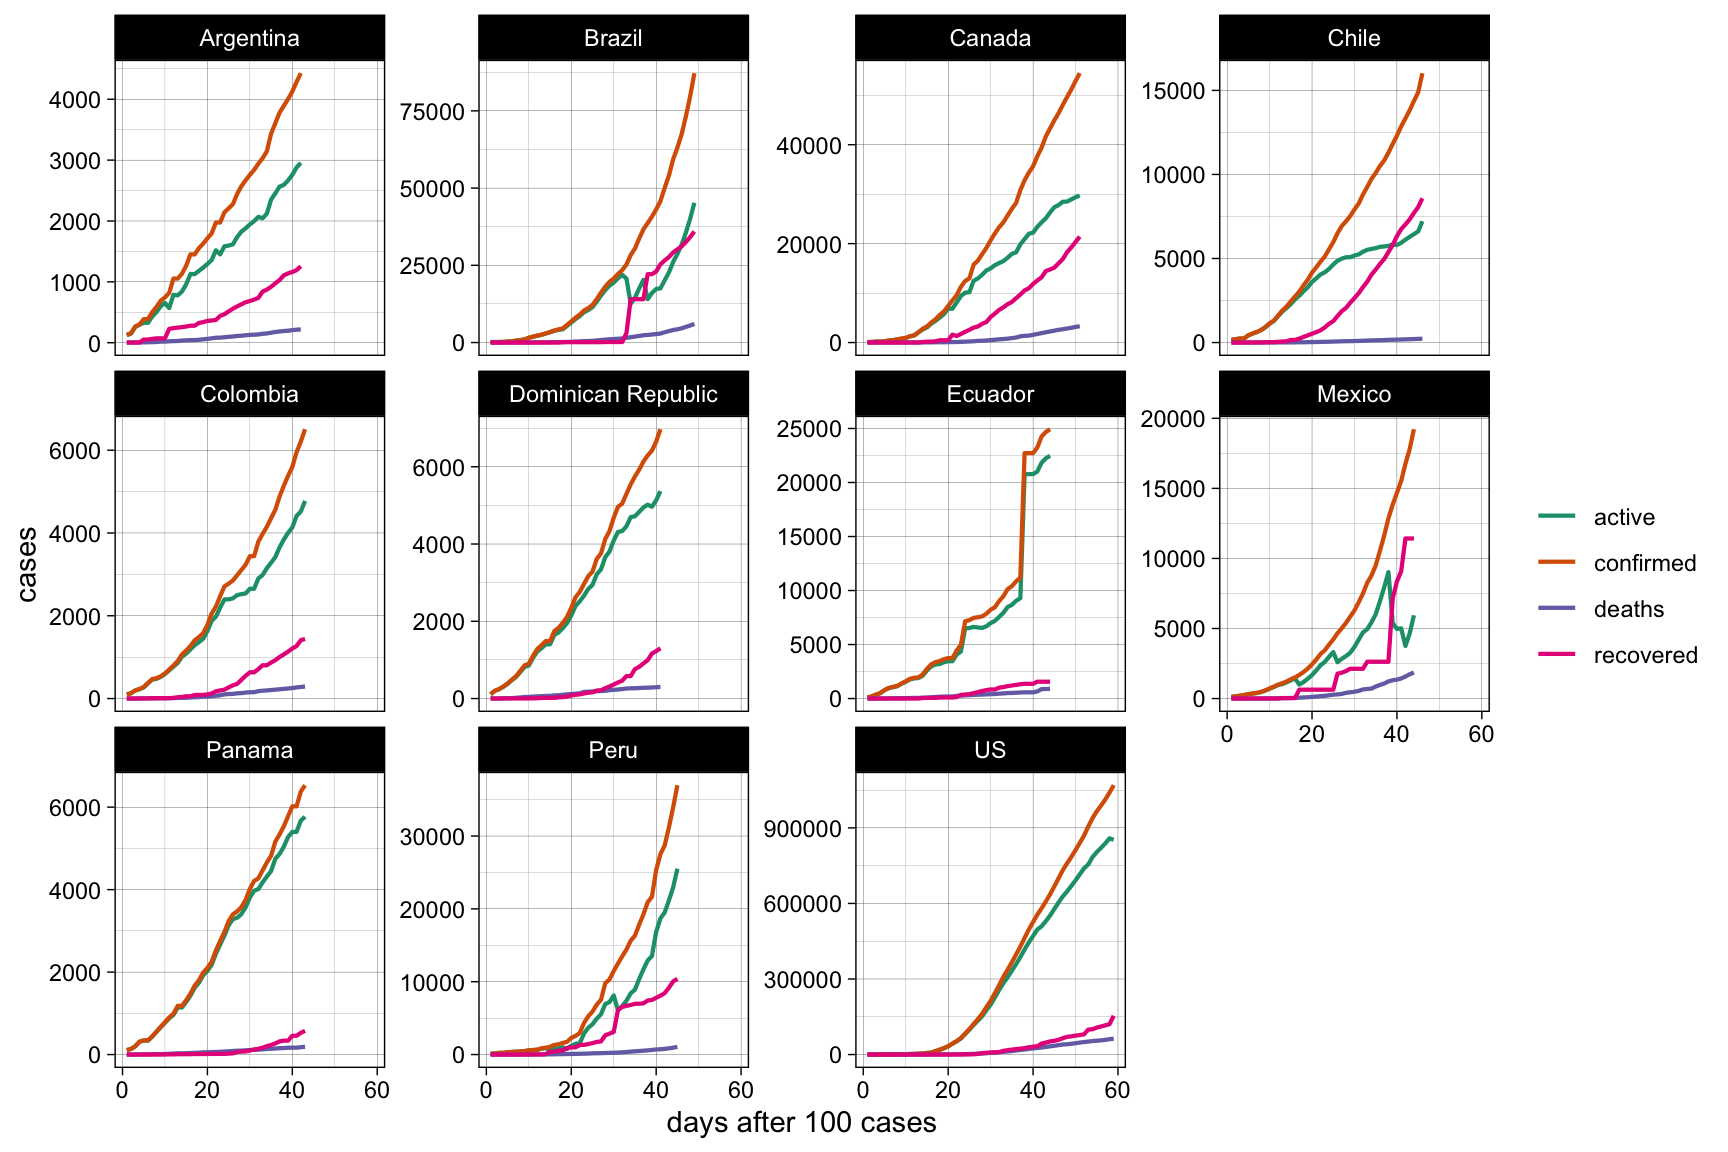 Argentina
Brazil
Canada
Chile
4000
3000
2000
1000
0
75000
50000
25000
0
40000
20000
0
15000
10000
5000
0
Colombia
Dominican Republic
Ecuador
Mexico
6000
4000
2000
0
6000
4000
2000
0
25000
20000
15000
10000
5000
0
20000
15000
10000
5000
0
0 20 40 60
cases
active
confirmed
deaths
recovered
Panama
Peru
US
6000
4000
2000
0
30000
20000
10000
0
900000
600000
300000
0
0 20 40 60
0 20 40 60
0 20 40 60
days after 100 cases